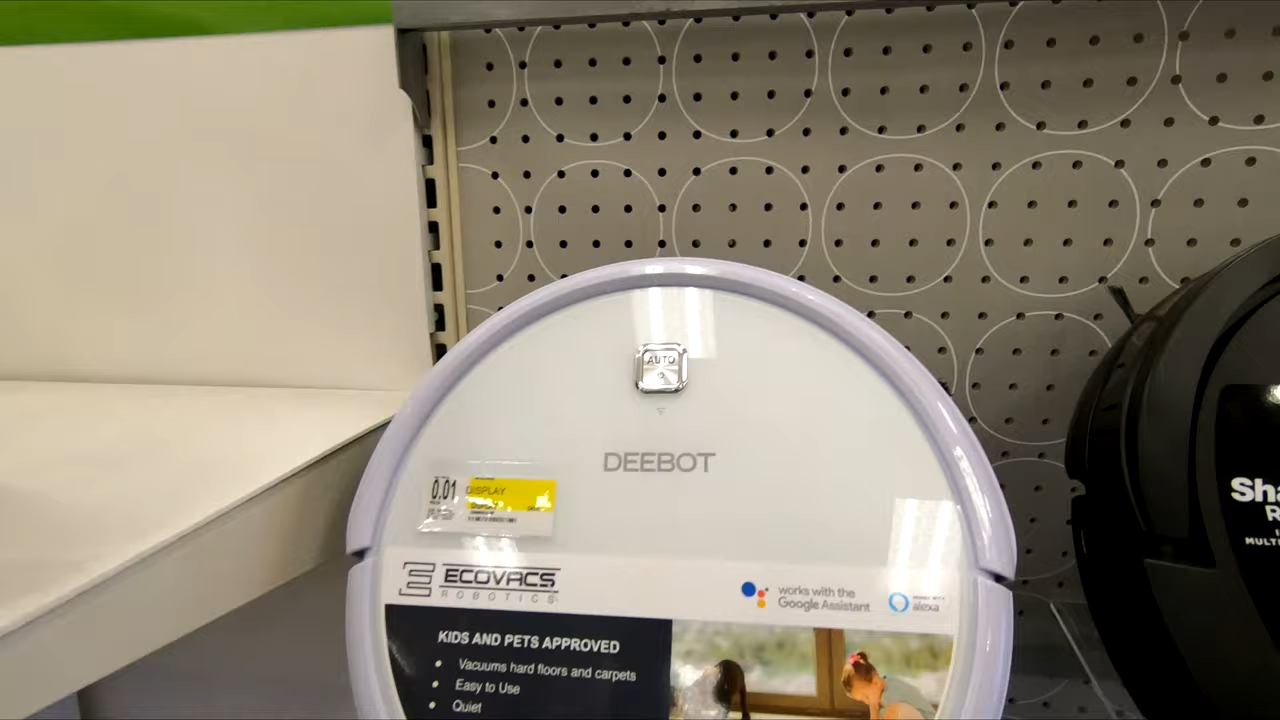 AUTO
DEEBOT
0.01
DISPLAY
ECOVACS
ROBOTICS
works with the
Google Assistant
alexa
KIDS AND PETS APPROVED
• Vacuums hard floors and carpets
• Easy to Use
• Quiet
Sha
R
MULT